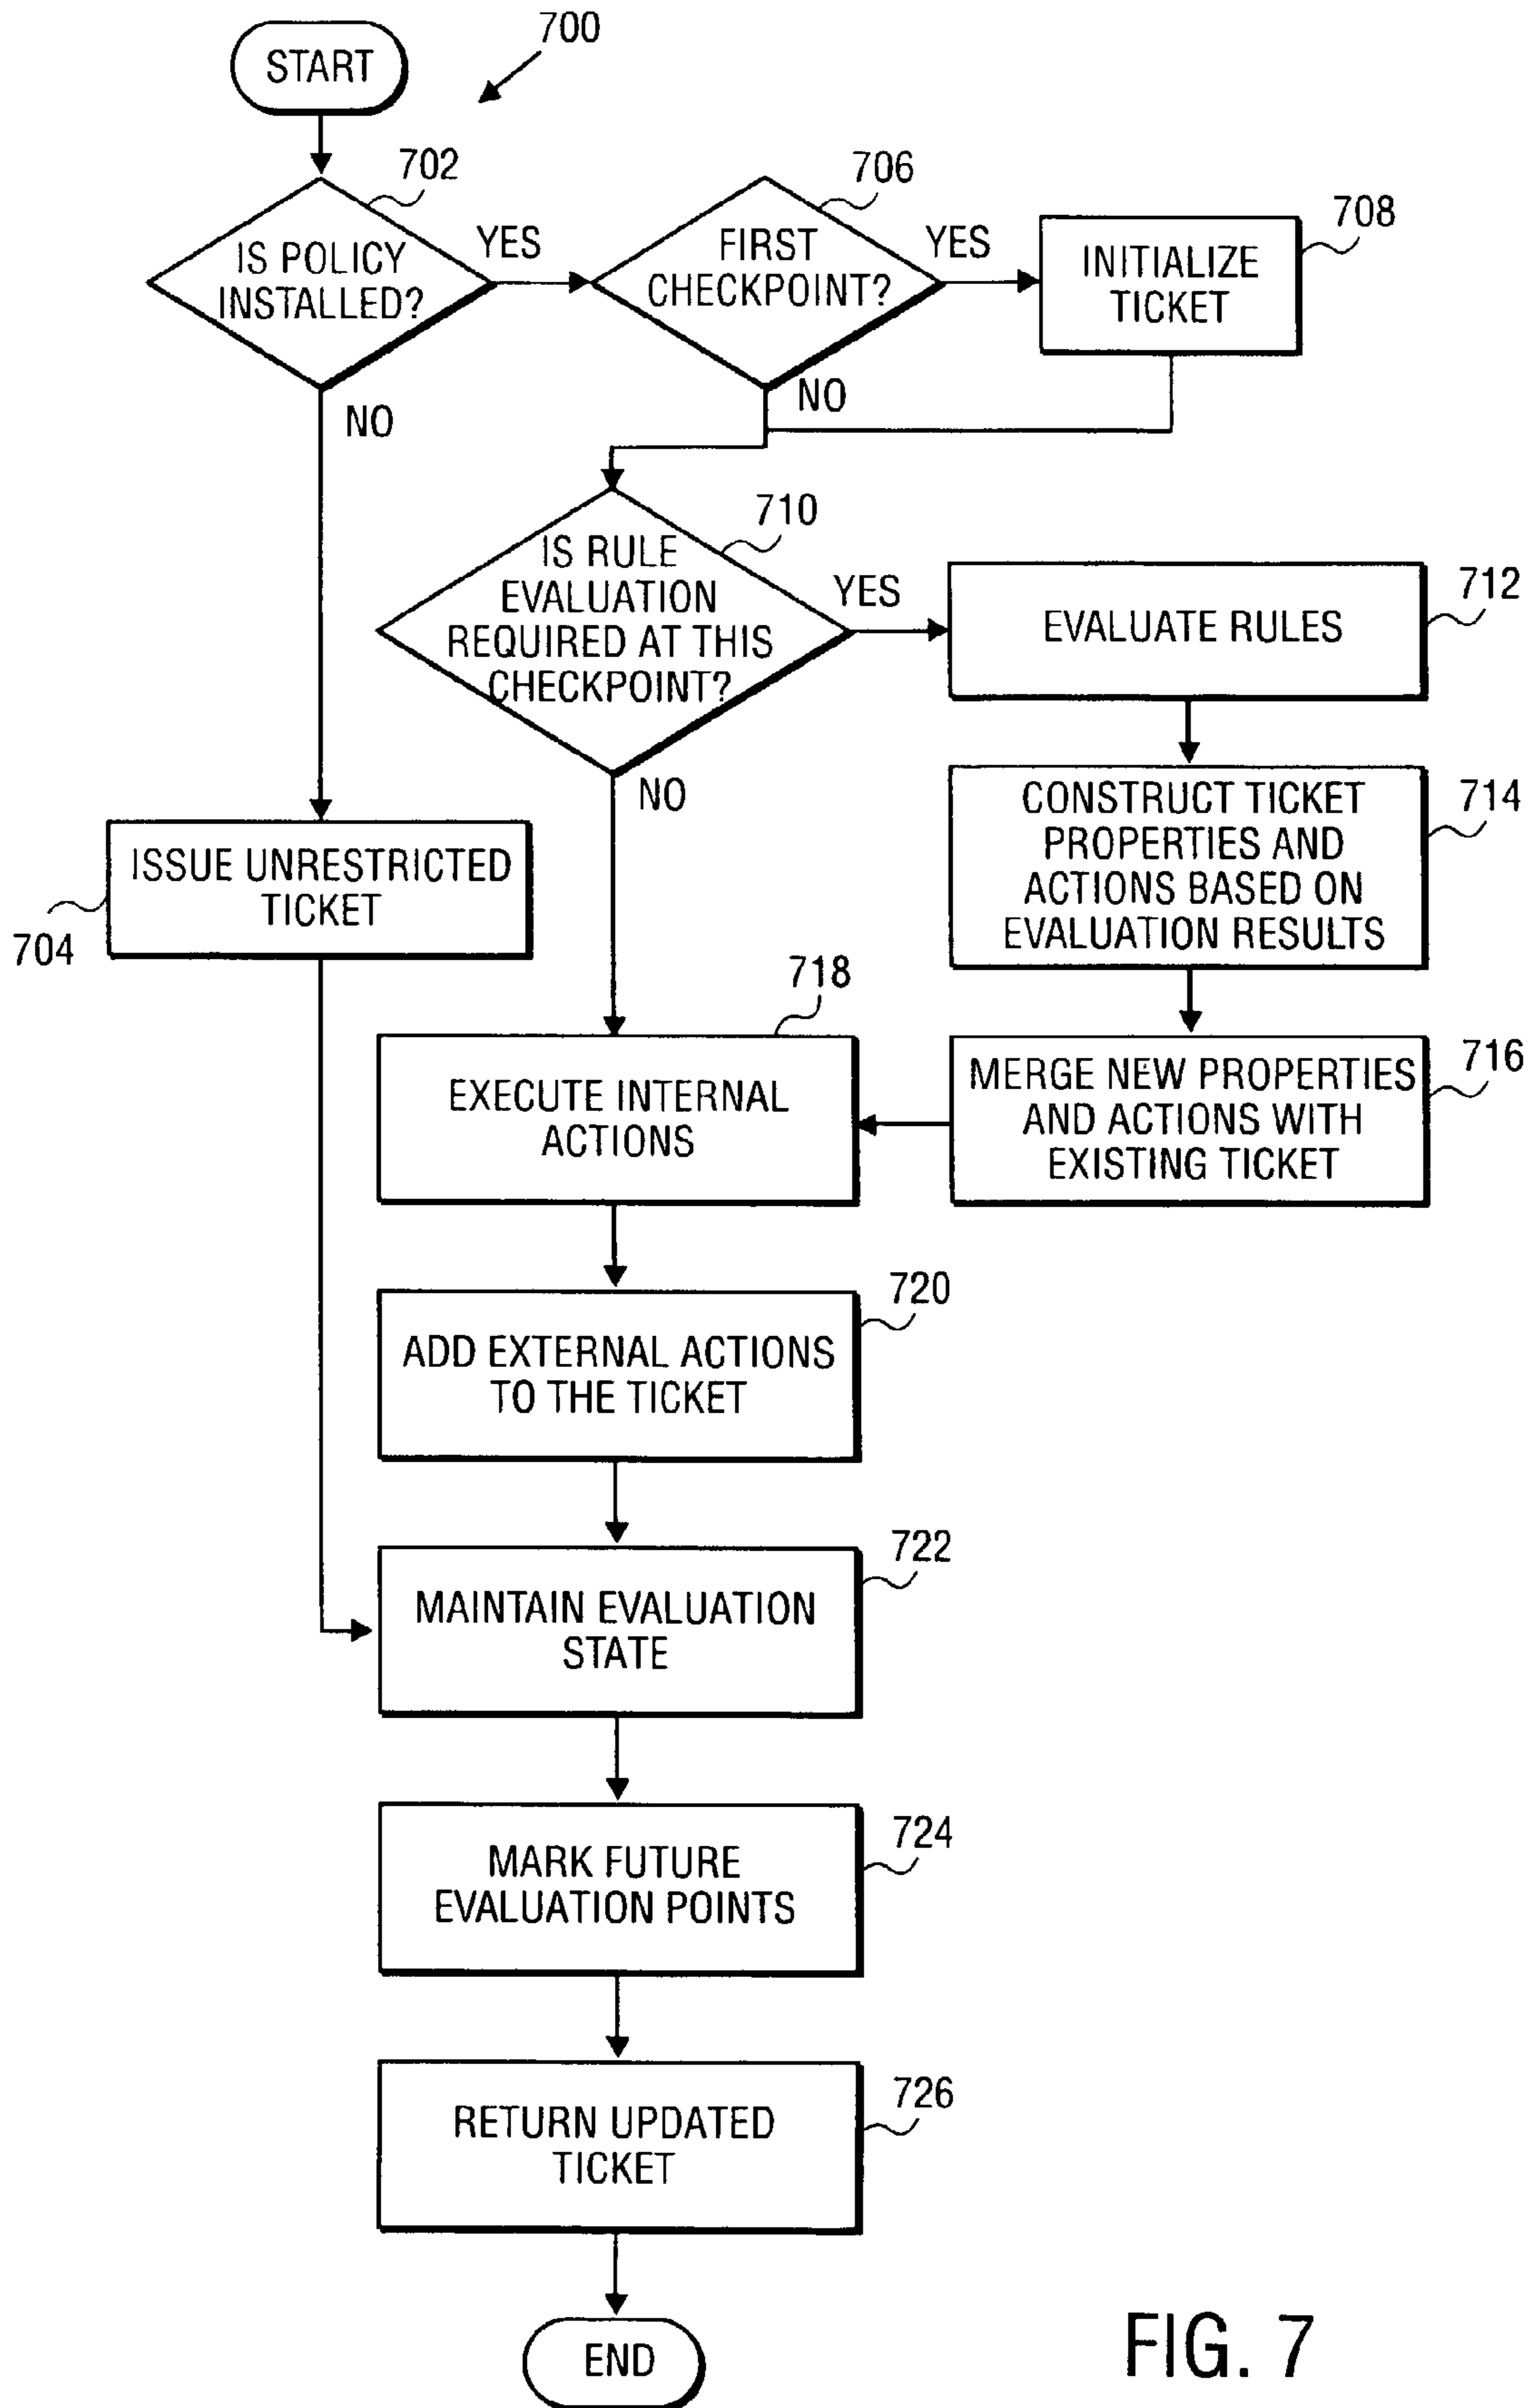 START
700
702
IS POLICY
INSTALLED?
YES
NO
706
FIRST
CHECKPOINT?
YES
NO
708
INITIALIZE
TICKET
710
IS RULE
EVALUATION
REQUIRED AT THIS
CHECKPOINT?
YES
NO
712
EVALUATE RULES
714
CONSTRUCT TICKET
PROPERTIES AND
ACTIONS BASED ON
EVALUATION RESULTS
ISSUE UNRESTRICTED
TICKET
704
716
MERGE NEW PROPERTIES
AND ACTIONS WITH
EXISTING TICKET
718
EXECUTE INTERNAL
ACTIONS
720
ADD EXTERNAL ACTIONS
TO THE TICKET
722
MAINTAIN EVALUATION
STATE
724
MARK FUTURE
EVALUATION POINTS
726
RETURN UPDATED
TICKET
END
FIG. 7